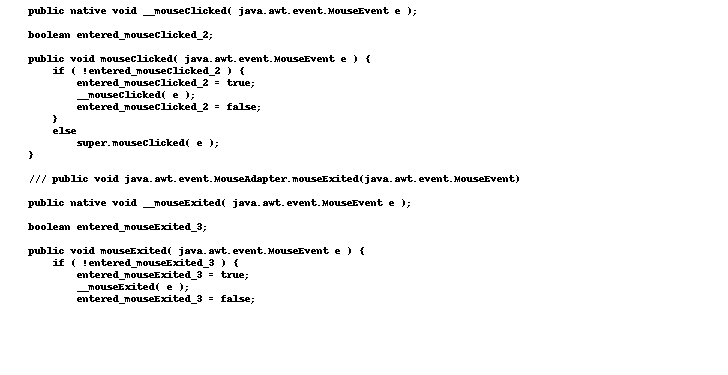 public native void __mouseClicked( java.awt.event.MouseEvent e );
boolean entered_mouseClicked_2;
public void mouseClicked( java.awt.event.MouseEvent e ) {
if ( !entered_mouseClicked_2 ) {
entered_mouseClicked_2 = true;
__mouseClicked( e );
entered_mouseClicked_2 = false;
}
else
super.mouseClicked( e );
}
/// public void java.awt.event.MouseAdapter.mouseExited(java.awt.event.MouseEvent)
public native void __mouseExited( java.awt.event.MouseEvent e );
boolean entered_mouseExited_3;
public void mouseExited( java.awt.event.MouseEvent e ) {
if ( !entered_mouseExited_3 ) {
entered_mouseExited_3 = true;
__mouseExited( e );
entered_mouseExited_3 = false;